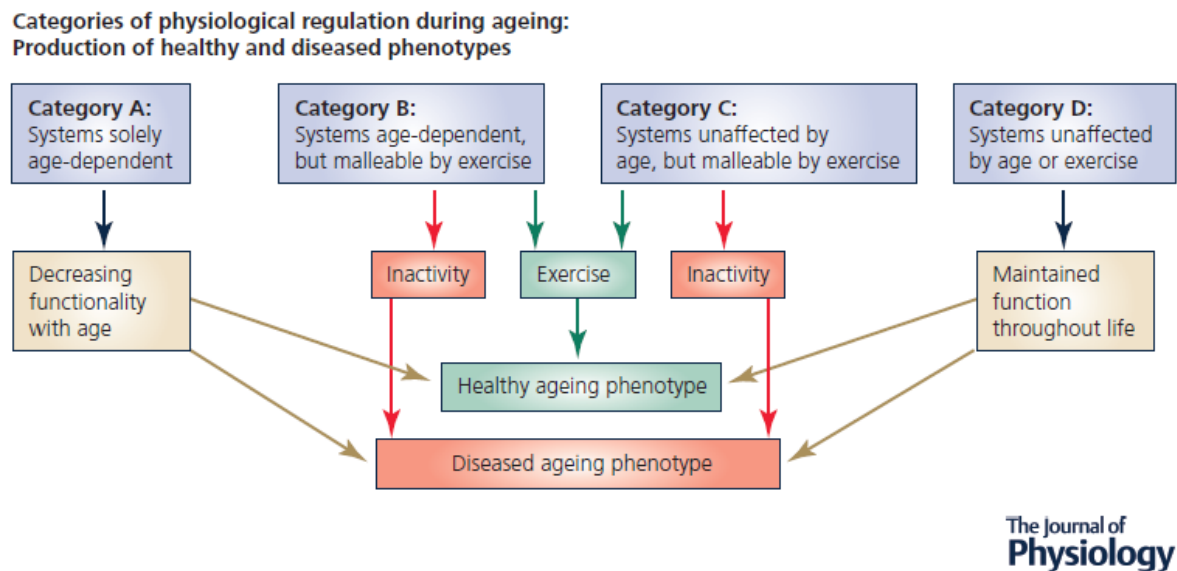 Categories of physiological regulation during ageing:
Production of healthy and diseased phenotypes
Category A:
Systems solely
age-dependent
Category B:
Systems age-dependent,
but malleable by exercise
Category C:
Systems unaffected by
age, but malleable by exercise
Category D:
Systems unaffected
by age or exercise
Decreasing
functionality
with age
Inactivity
Exercise
Inactivity
Maintained
function
throughout life
Healthy ageing phenotype
Diseased ageing phenotype
The Journal of
Physiology